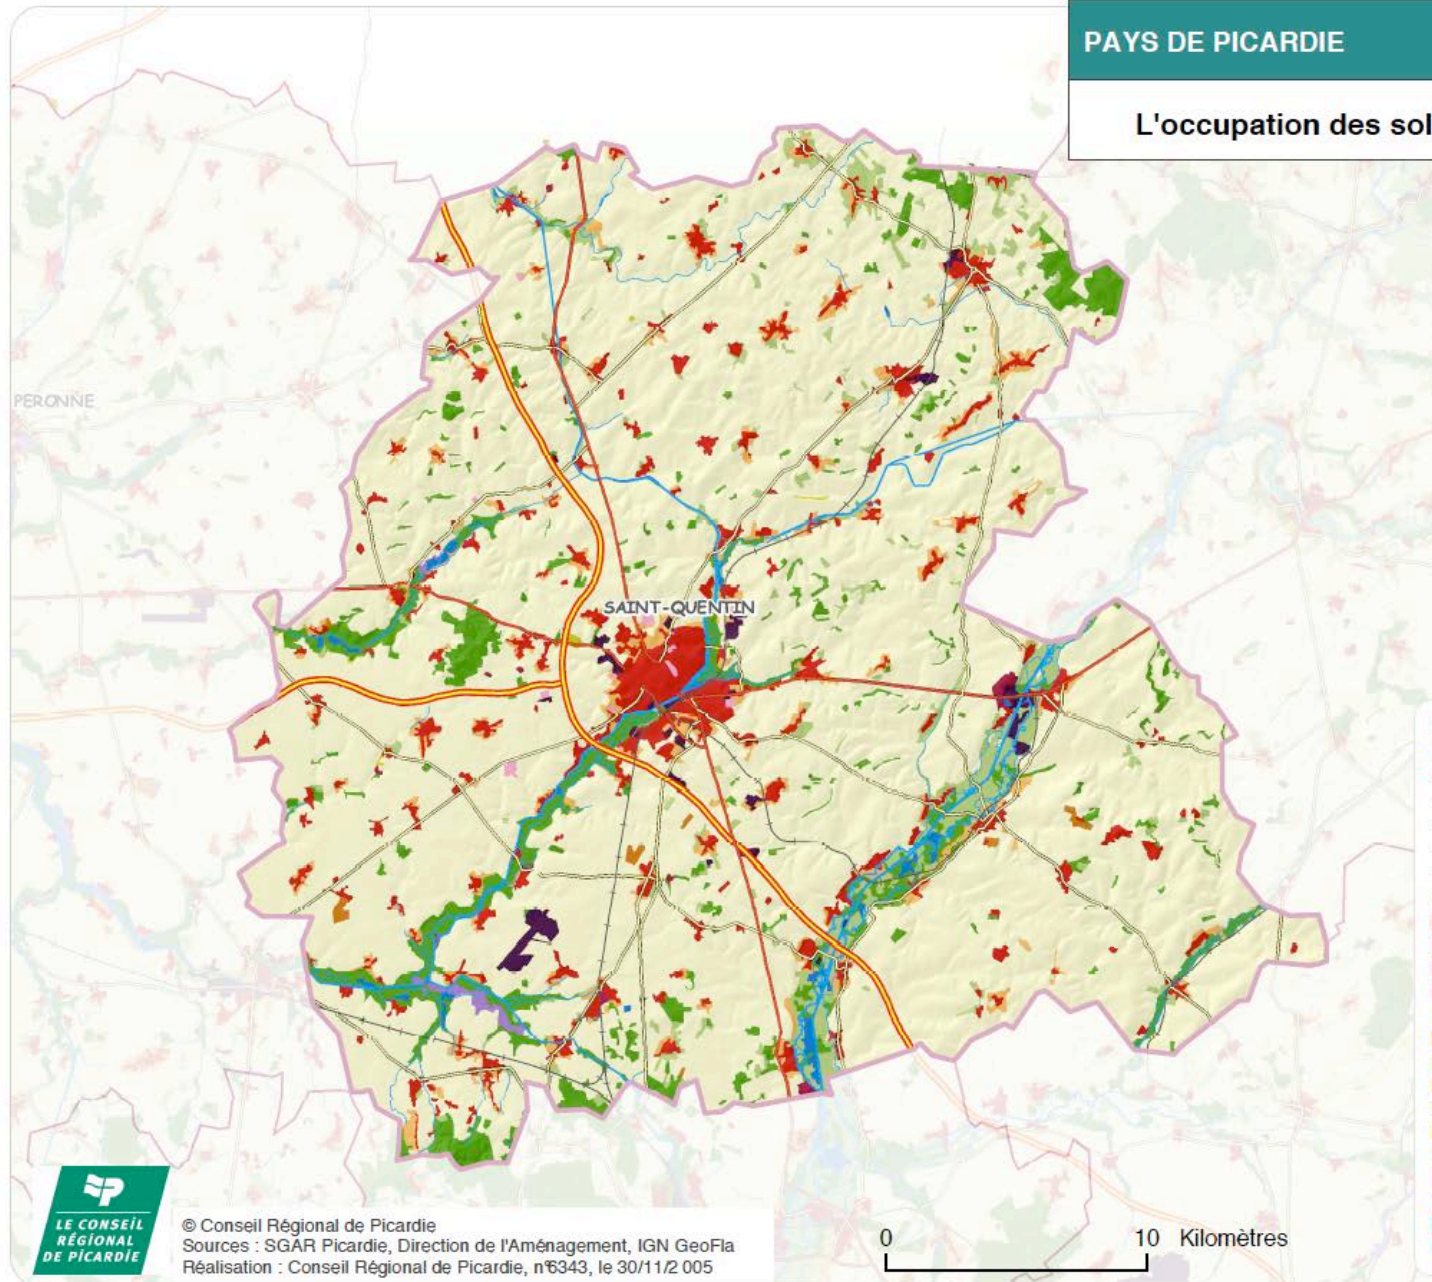 PAYS DE PICARDIE
L'occupation des sol
PERONNE
SAINT-QUENTIN
LE CONSEIL
RÉGIONAL
DE PICARDIE
© Conseil Régional de Picardie
Sources : SGAR Picardie, Direction de l'Aménagement, IGN GeoFla
Réalisation : Conseil Régional de Picardie, n°6343, le 30/11/2 005
0 10 Kilomètres